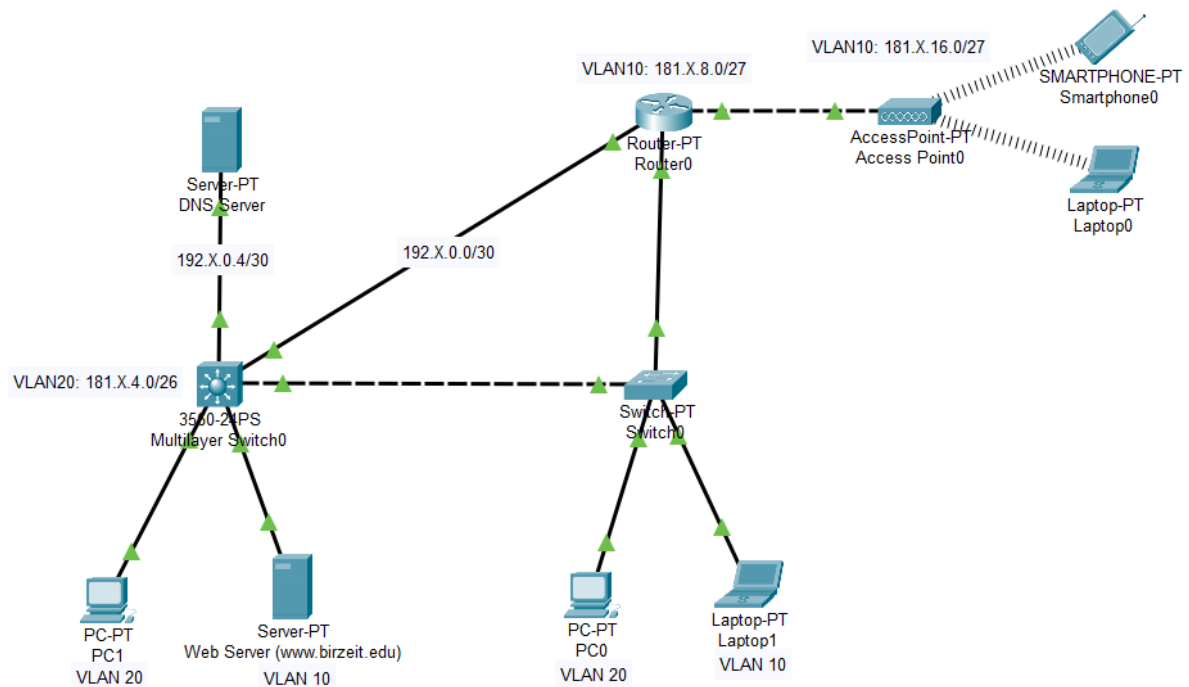 VLAN10: 181.X.16.0/27
VLAN10: 181.X.8.0/27
SMARTPHONE-PT
Smartphone0
Router-PT
Router0
AccessPoint-PT
Access Point0
Server-PT
DNS Server
Laptop-PT
Laptop0
192.X.0.4/30
192.X.0.0/30
VLAN20: 181.X.4.0/26
3560-24PS
Multilayer Switch0
Switch-PT
Switch0
PC-PT
PC1
VLAN 20
Server-PT
Web Server (www.birzeit.edu)
VLAN 10
PC-PT
PC0
VLAN 20
Laptop-PT
Laptop1
VLAN 10